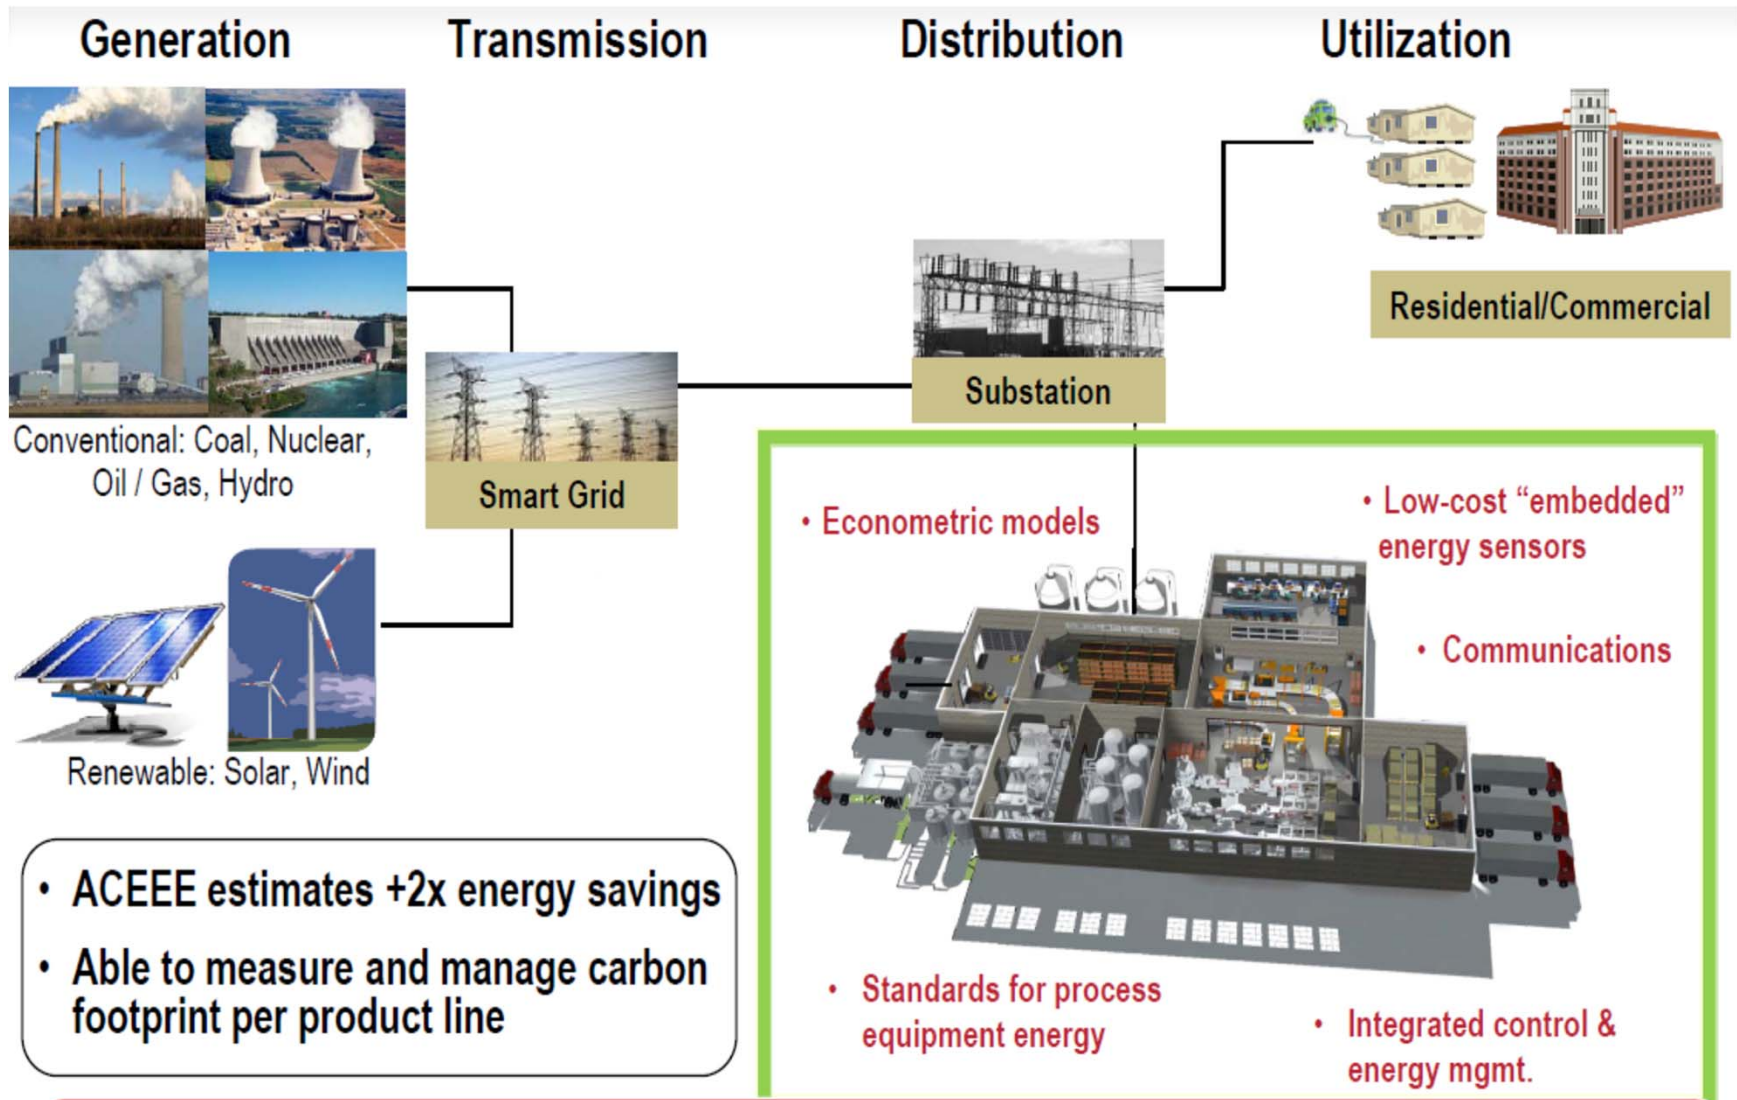 Generation
Transmission
Distribution
Utilization
Conventional: Coal, Nuclear,
Oil / Gas, Hydro
Smart Grid
Substation
Residential/Commercial
Renewable: Solar, Wind
• ACEEE estimates +2x energy savings
• Able to measure and manage carbon
footprint per product line
• Econometric models
• Low-cost “embedded”
energy sensors
• Communications
• Standards for process
equipment energy
• Integrated control &
energy mgmt.